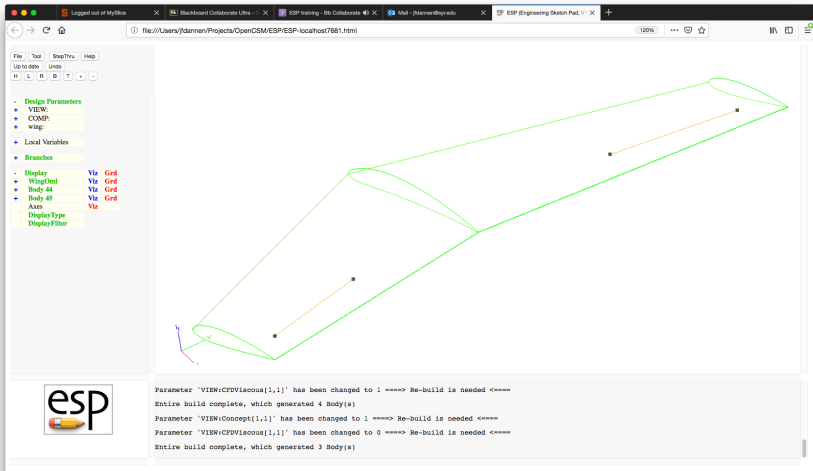 Logged out of MySlice
Blackboard Collaborate Ultra –
ESP training - Bb Collaborate
Mail - jfdannen@syr.edu
ESP (Engineering Sketch Pad, V
file:///Users/jfdannen/Projects/OpenCSM/ESP/ESP-localhost7681.html
120%
File Tool StepThru Help
Up to date Undo
H L R B T + -
- Design Parameters
+ VIEW:
+ COMP:
+ wing:
+ Local Variables
+ Branches
- Display Viz Grd
+ WingOml Viz Grd
+ Body 44 Viz Grd
+ Body 45 Viz Grd
Axes Viz
DisplayType
DisplayFilter
esp
Parameter 'VIEW:CFDViscous[1,1]' has been changed to 1 ====> Re-build is needed <====
Entire build complete, which generated 4 Body(s)
Parameter 'VIEW:Concept[1,1]' has been changed to 1 ====> Re-build is needed <====
Parameter 'VIEW:CFDViscous[1,1]' has been changed to 0 ====> Re-build is needed <====
Entire build complete, which generated 3 Body(s)